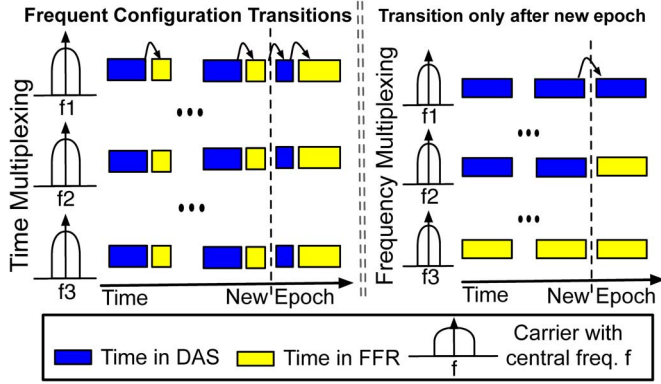 Frequent Configuration Transitions
Time Multiplexing
f1
f2
f3
Time
New Epoch
Transition only after new epoch
Frequency Multiplexing
f1
f2
f3
Time
New Epoch
Time in DAS
Time in FFR
f
Carrier with
central freq. f